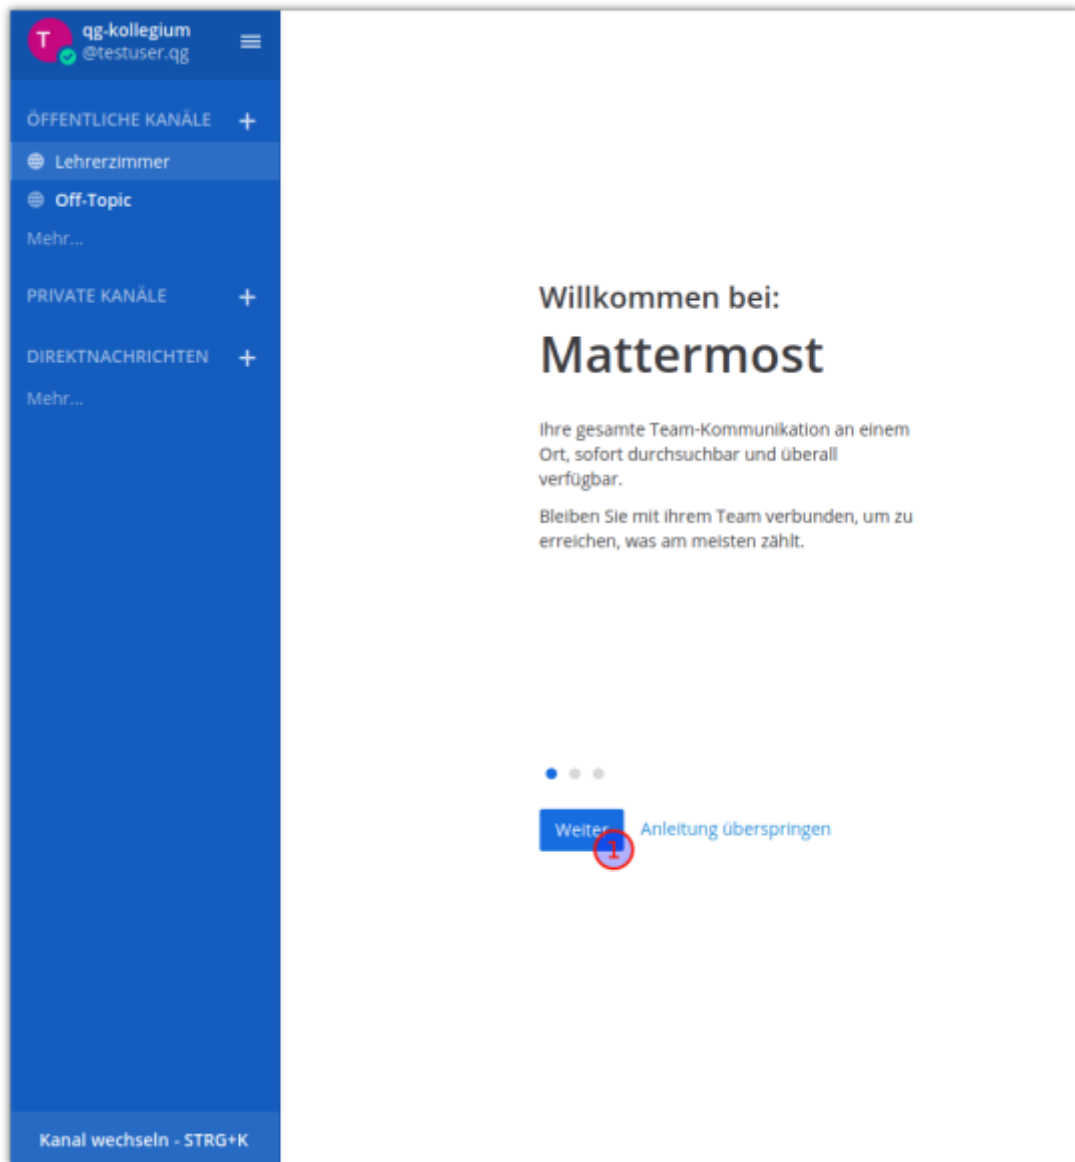 T
qg-kollegium
@testuser.qg
ÖFFENTLICHE KANÄLE +
Lehrerzimmer
Off-Topic
Mehr...
PRIVATE KANÄLE +
DIREKTNACHRICHTEN +
Mehr...
Kanal wechseln - STRG+K
Willkommen bei:
Mattermost
Ihre gesamte Team-Kommunikation an einem
Ort, sofort durchsuchbar und überall
verfügbar.
Bleiben Sie mit ihrem Team verbunden, um zu
erreichen, was am meisten zählt.
Weiter Anleitung überspringen
1